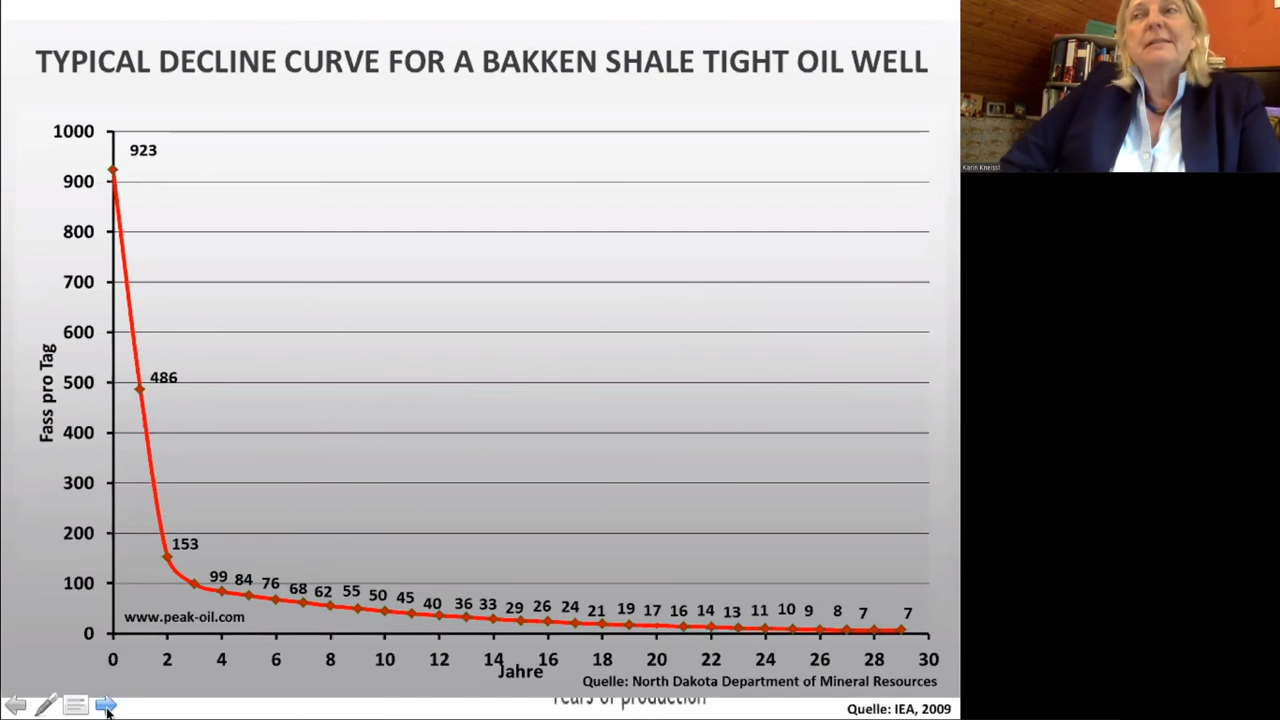 TYPICAL DECLINE CURVE FOR A BAKKEN SHALE TIGHT OIL WELL
Karin Kneissl
Fass pro Tag
1000
900
800
700
600
500
400
300
200
100
0
923
486
153
99 84 76 68 62 55 50 45 40 36 33 29 26 24 21 19 17 16 14 13 11 10 9 8 7 7
www.peak-oil.com
0 2 4 6 8 10 12 14 16 18 20 22 24 26 28 30
Jahre
Quelle: North Dakota Department of Mineral Resources
Years of production
Quelle: IEA, 2009